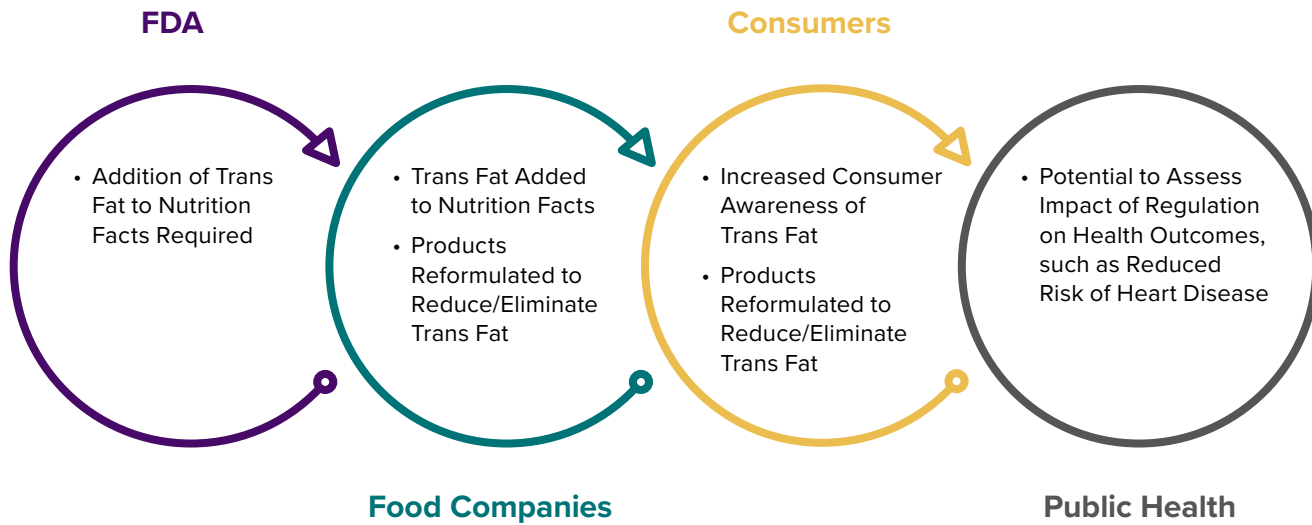 FDA
Consumers
• Addition of Trans
Fat to Nutrition
Facts Required
• Trans Fat Added
to Nutrition Facts
• Products
Reformulated to
Reduce/Eliminate
Trans Fat
• Increased Consumer
Awareness of
Trans Fat
• Products
Reformulated to
Reduce/Eliminate
Trans Fat
• Potential to Assess
Impact of Regulation
on Health Outcomes,
such as Reduced
Risk of Heart Disease
Food Companies
Public Health